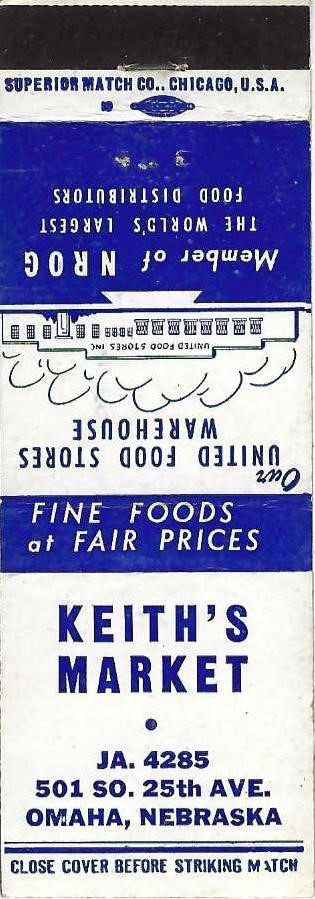 SUPERIOR MATCH CO., CHICAGO, U.S.A.
Our
UNITED FOOD STORES
WAREHOUSE
UNITED FOOD STORES INC
Member of NROG
THE WORLD'S LARGEST
FOOD DISTRIBUTORS
FINE FOODS
at FAIR PRICES
KEITH'S
MARKET
•
JA. 4285
501 SO. 25th AVE.
OMAHA, NEBRASKA
CLOSE COVER BEFORE STRIKING MATCH